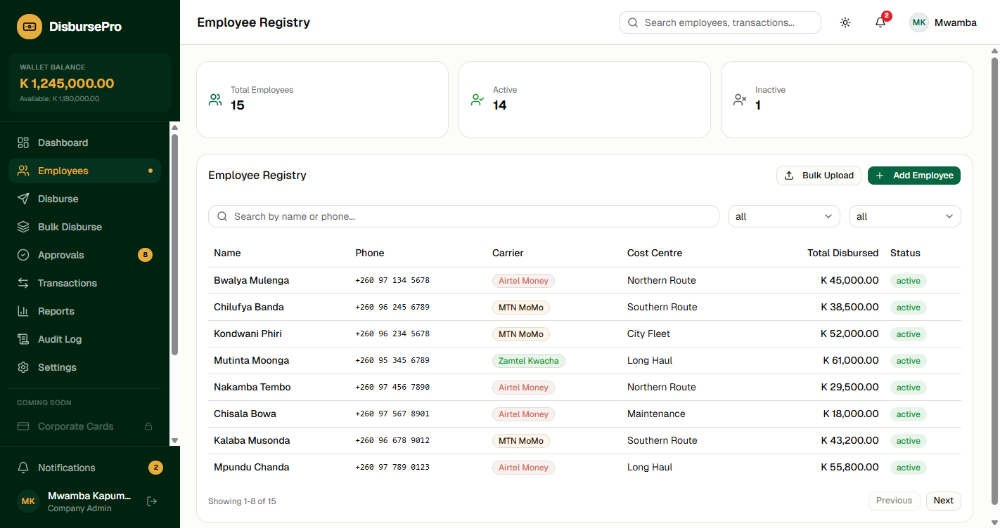 DisbursePro
WALLET BALANCE
K 1,245,000.00
Available: K 1,180,000.00
Dashboard
Employees
Disburse
Bulk Disburse
Approvals 8
Transactions
Reports
Audit Log
Settings
COMING SOON
Corporate Cards
Notifications 2
MK
Mwamba Kapum...
Company Admin
Employee Registry
Search employees, transactions...
2
MK Mwamba
Total Employees
15
Active
14
Inactive
1
Employee Registry
Bulk Upload
Add Employee
Search by name or phone...
all
all
Name Phone Carrier Cost Centre Total Disbursed Status
Bwalya Mulenga +260 97 134 5678 Airtel Money Northern Route K 45,000.00 active
Chilufya Banda +260 96 245 6789 MTN MoMo Southern Route K 38,500.00 active
Kondwani Phiri +260 96 234 5678 MTN MoMo City Fleet K 52,000.00 active
Mutinta Moonga +260 95 345 6789 Zamtel Kwacha Long Haul K 61,000.00 active
Nakamba Tembo +260 97 456 7890 Airtel Money Northern Route K 29,500.00 active
Chisala Bowa +260 97 567 8901 Airtel Money Maintenance K 18,000.00 active
Kalaba Musonda +260 96 678 9012 MTN MoMo Southern Route K 43,200.00 active
Mpundu Chanda +260 97 789 0123 Airtel Money Long Haul K 55,800.00 active
Showing 1-8 of 15
Previous
Next